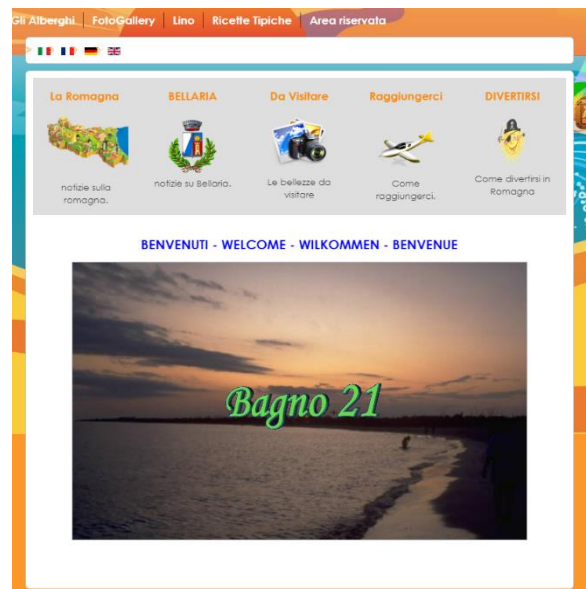 Gli Alberghi FotoGallery Lino Ricette Tipiche Area riservata
La Romagna BELLARIA Da Visitare Raggiungerci DIVERTIRSI
notizie sulla romagna.
notizie su Bellaria.
Le bellezze da visitare
Come raggiungerci.
Come divertirsi in Romagna
BENVENUTI - WELCOME - WILKOMMEN - BENVENUE
Bagno 21